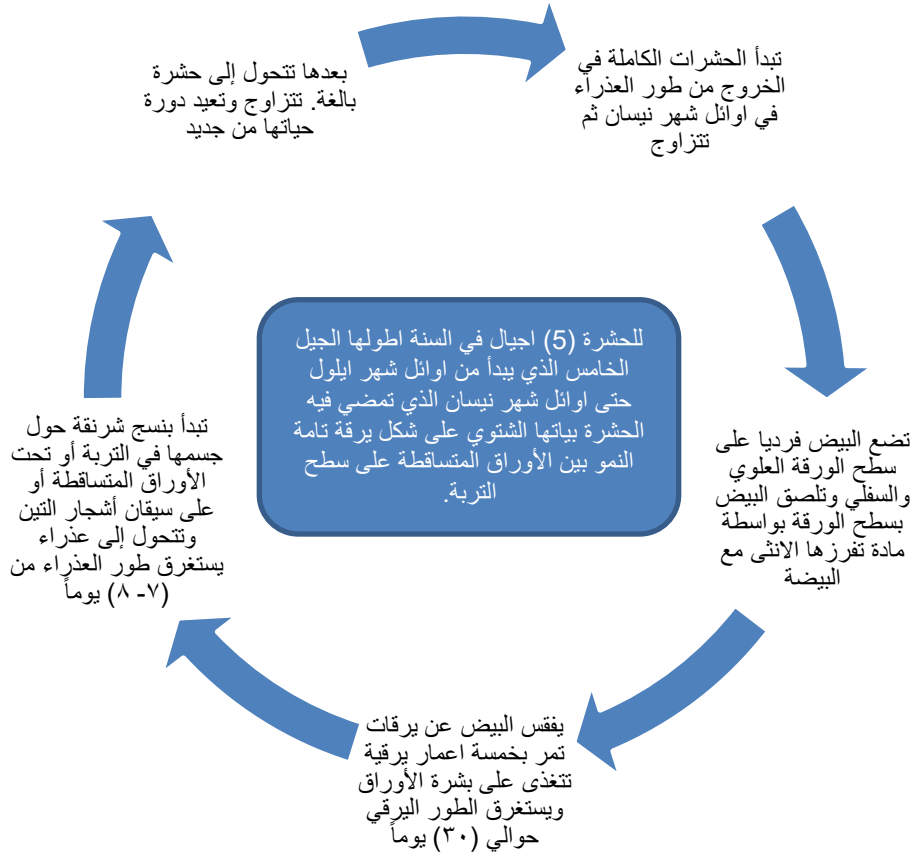 تبدأ الحشرات الكاملة في
الخروج من طور العذراء
في اوائل شهر نيسان ثم
تتزاوج
تضع البيض فرديا على
سطح الورقة العلوي
والسفلي وتلصق البيض
بسطح الورقة بواسطة
مادة تفرزها الانثى مع
البيضة
يفقس البيض عن يرقات
تمر بخمسة اعمار يرقية
تتغذى على بشرة الأوراق
ويستغرق الطور اليرقي
حوالي (٣٠) يوماً
تبدأ بنسج شرنقة حول
جسمها في التربة أو تحت
الأوراق المتساقطة أو
على سيقان أشجار التين
وتتحول إلى عذراء
يستغرق طور العذراء من
(٧- ٨) يوماً
بعدها تتحول إلى حشرة
بالغة. تتزاوج وتعيد دورة
حياتها من جديد
للحشرة (5) اجيال في السنة اطولها الجيل
الخامس الذي يبدأ من اوائل شهر ايلول
حتى اوائل شهر نيسان الذي تمضي فيه
الحشرة بياتها الشتوي على شكل يرقة تامة
النمو بين الأوراق المتساقطة على سطح
التربة.